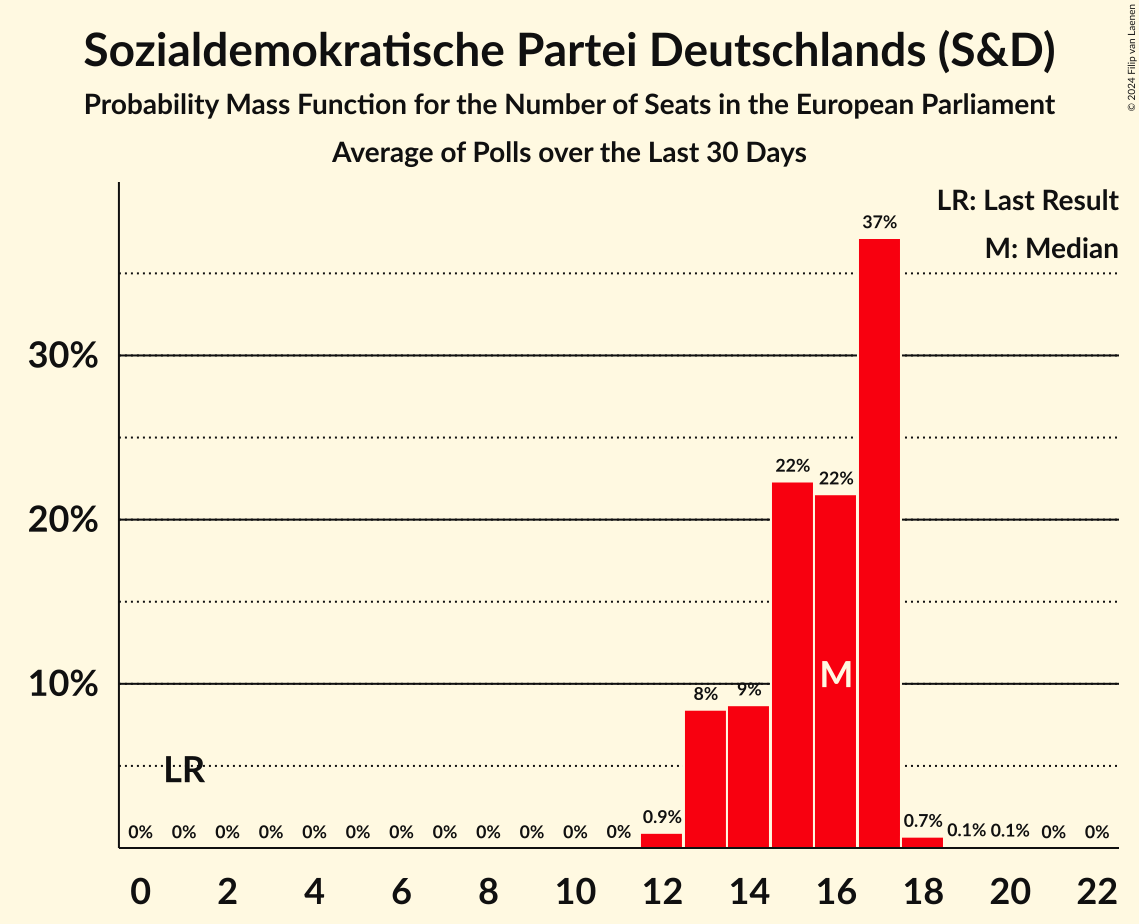 Sozialdemokratische Partei Deutschlands (S&D)
Probability Mass Function for the Number of Seats in the European Parliament
Average of Polls over the Last 30 Days
© 2024 Filip van Laenen
LR: Last Result
M: Median
37%
30%
22% 22%
20%
M
10%
8% 9%
LR
0% 0% 0% 0% 0% 0% 0% 0% 0% 0% 0% 0% 0.9% 0.7% 0.1% 0.1% 0% 0%
0 2 4 6 8 10 12 14 16 18 20 22